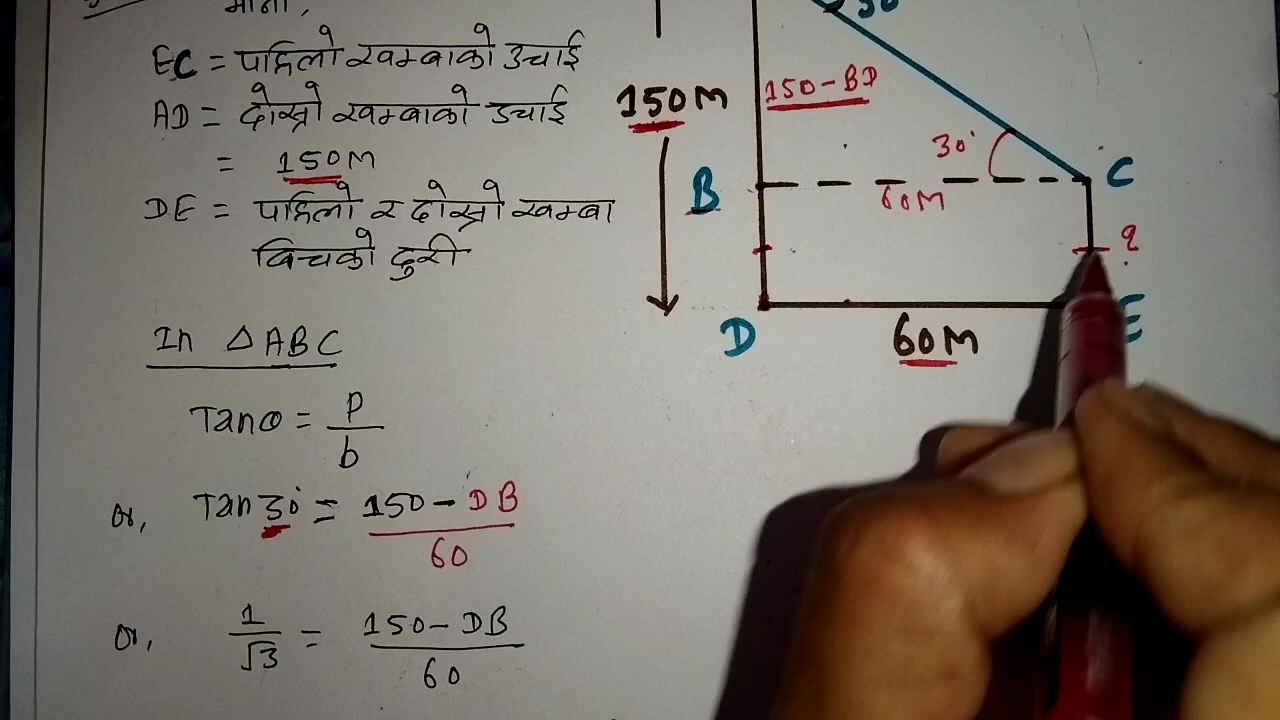 माना,
EC = पहिलो खम्बाको उचाई
AD = दोस्रो खम्बाको उचाई
= 150M
DE = पहिलो र दोस्रो खम्बा
बिचको दुरी
In △ABC
Tanθ = P/b
or, Tan30° = 150-DB/60
or, 1/√3 = 150-DB/60
30
150M
150-BD
30°
C
B
60M
?
D
60M
E